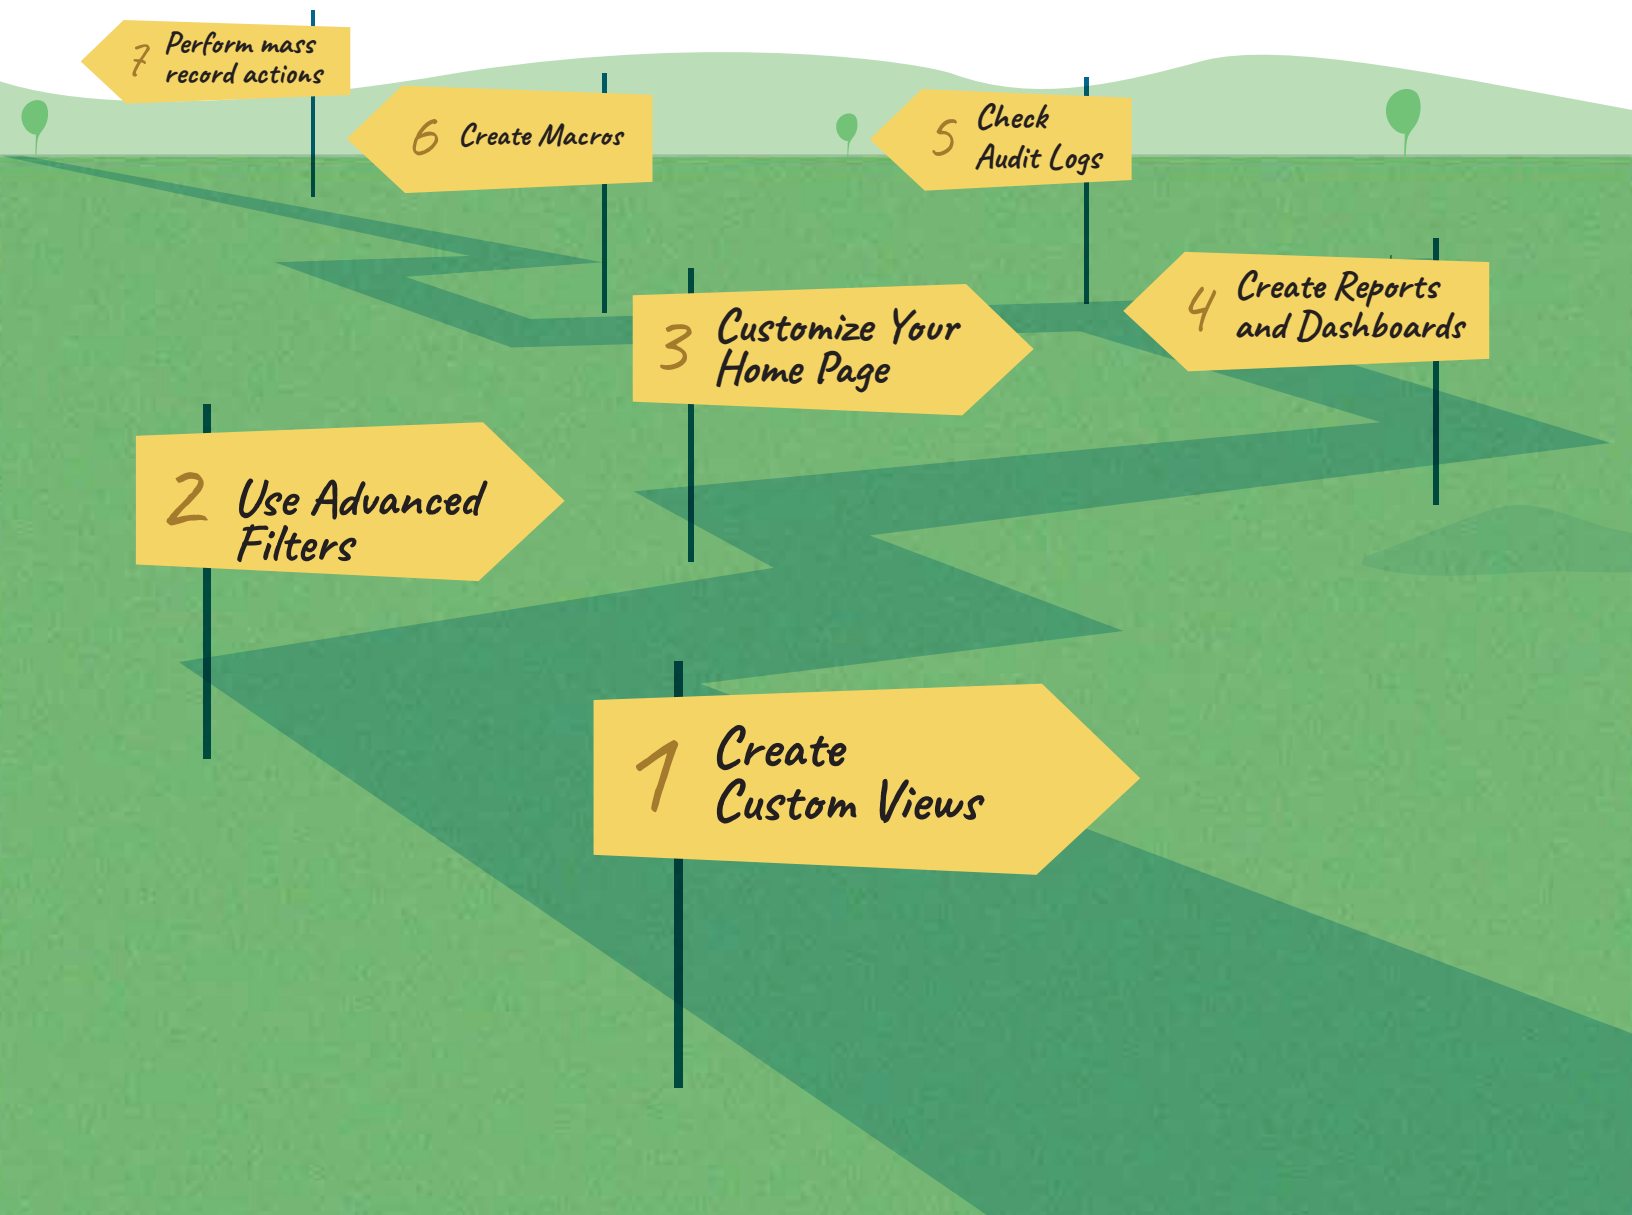 7 Perform mass
record actions
6 Create Macros
5 Check
Audit Logs
4 Create Reports
and Dashboards
3 Customize Your
Home Page
2 Use Advanced
Filters
1 Create
Custom Views